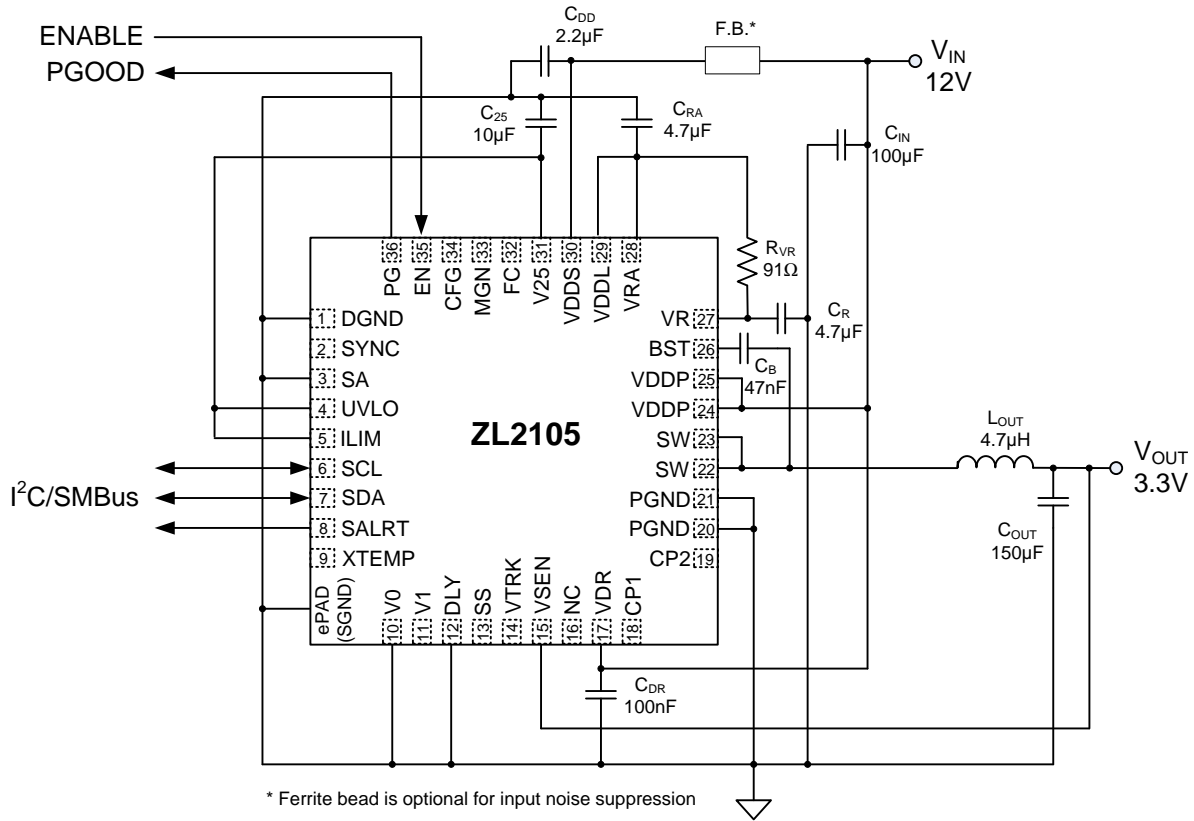 ENABLE
PGOOD
C_DD
2.2µF
F.B.*
V_IN
12V
C_25
10µF
C_RA
4.7µF
C_IN
100µF
R_VR
91Ω
C_R
4.7µF
C_B
47nF
36 PG
35 EN
34 CFG
33 MGN
32 FC
31 V25
30 VDDS
29 VDDL
28 VRA
1 DGND
2 SYNC
3 SA
4 UVLO
5 ILIM
6 SCL
7 SDA
8 SALRT
9 XTEMP
ePAD
(SGND)
I²C/SMBus
ZL2105
VR 27
BST 26
VDDP 25
VDDP 24
SW 23
SW 22
PGND 21
PGND 20
CP2 19
L_OUT
4.7µH
V_OUT
3.3V
C_OUT
150µF
V0 10
V1 11
DLY 12
SS 13
VTRK 14
VSEN 15
NC 16
VDR 17
CP1 18
C_DR
100nF
* Ferrite bead is optional for input noise suppression